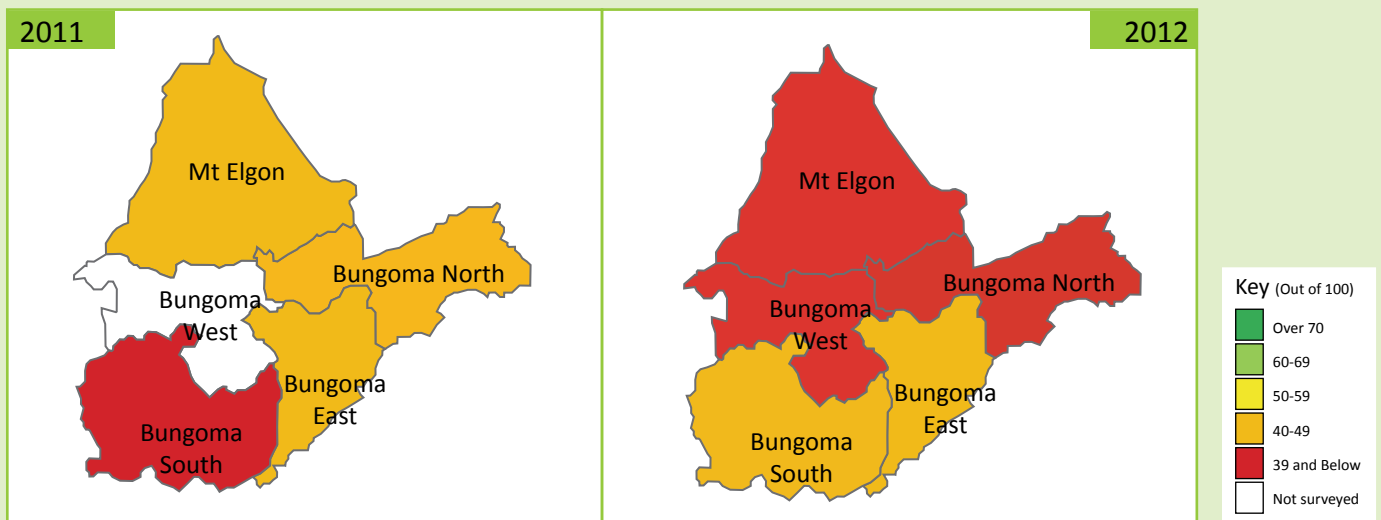 2011
Mt Elgon
Bungoma North
Bungoma
West
Bungoma
East
Bungoma
South
2012
Mt Elgon
Bungoma North
Bungoma
West
Bungoma
East
Bungoma
South
Key (Out of 100)
Over 70
60-69
50-59
40-49
39 and Below
Not surveyed